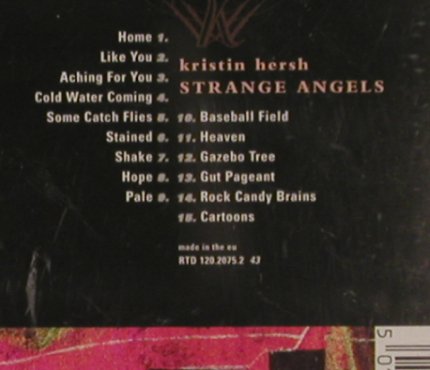 Home 1.
Like You 2.
Aching For You 3.
Cold Water Coming 4.
Some Catch Flies 5.
Stained 6.
Shake 7.
Hope 8.
Pale 9.
kristin hersh
STRANGE ANGELS
10. Baseball Field
11. Heaven
12. Gazebo Tree
13. Gut Pageant
14. Rock Candy Brains
15. Cartoons
made in the eu
RTD 120.2075.2 43
5 0